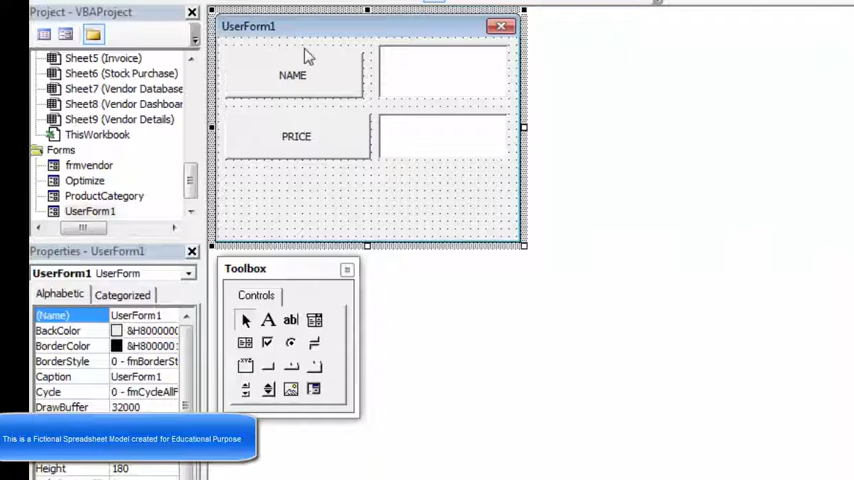 Project - VBAProject
Sheet5 (Invoice)
Sheet6 (Stock Purchase)
Sheet7 (Vendor Database
Sheet8 (Vendor Dashboar
Sheet9 (Vendor Details)
ThisWorkbook
Forms
frmvendor
Optimize
ProductCategory
UserForm1
Properties - UserForm1
UserForm1 UserForm
Alphabetic Categorized
(Name) UserForm1
BackColor &H8000000
BorderColor &H8000001
BorderStyle 0 - fmBorderSt
Caption UserForm1
Cycle 0 - fmCycleAllF
DrawBuffer 32000
This is a Fictional Spreadsheet Model created for Educational Purpose
Height 180
UserForm1
NAME
PRICE
Toolbox
Controls
A ab|
XYZ